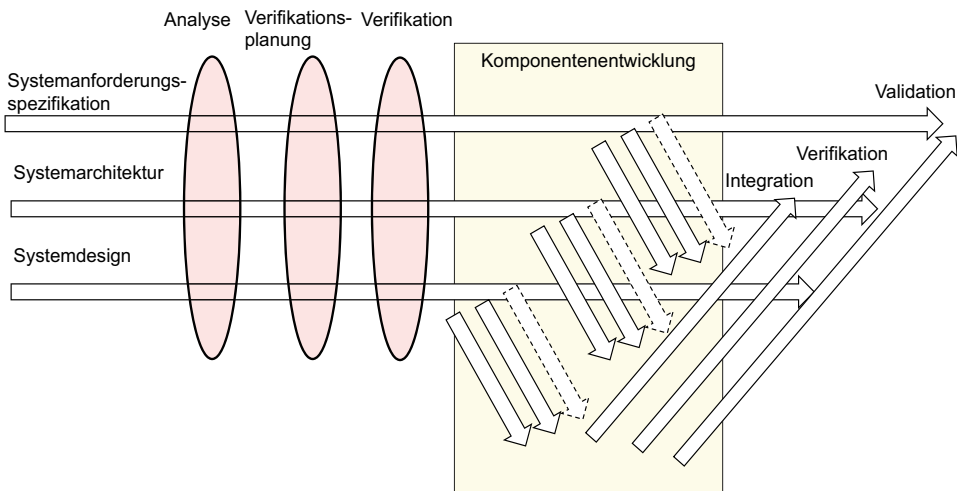 Analyse
Verifikations-
planung
Verifikation
Komponentenentwicklung
Systemanforderungs-
spezifikation
Validation
Systemarchitektur
Verifikation
Integration
Systemdesign